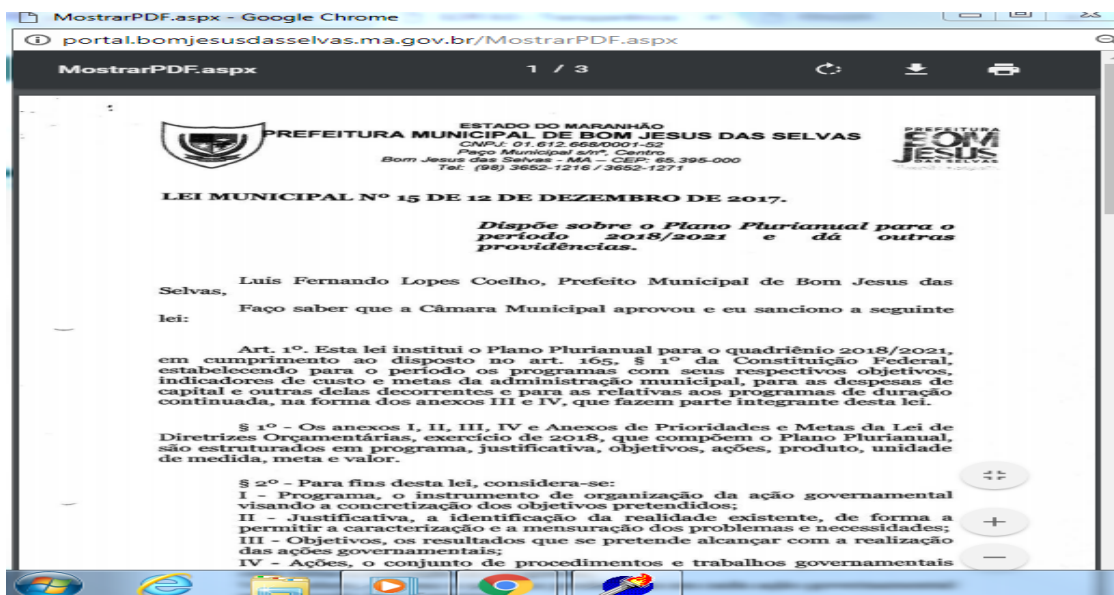 MostrarPDF.aspx - Google Chrome
portal.bomjesusdasselvas.ma.gov.br/MostrarPDF.aspx
MostrarPDF.aspx 1 / 3
ESTADO DO MARANHÃO
PREFEITURA MUNICIPAL DE BOM JESUS DAS SELVAS
CNPJ: 01.612.668/0001-52
Paço Municipal s/nº, Centro
Bom Jesus das Selvas - MA – CEP: 65.395-000
Tel: (98) 3652-1216 / 3652-1271
PREFEITURA
BOM
JESUS
DAS SELVAS
LEI MUNICIPAL Nº 15 DE 12 DE DEZEMBRO DE 2017.
Dispõe sobre o Plano Plurianual para o
período 2018/2021 e dá outras
providências.
Luis Fernando Lopes Coelho, Prefeito Municipal de Bom Jesus das
Selvas,
Faço saber que a Câmara Municipal aprovou e eu sanciono a seguinte
lei:
Art. 1º. Esta lei institui o Plano Plurianual para o quadriênio 2018/2021,
em cumprimento ao disposto no art. 165, § 1º da Constituição Federal,
estabelecendo para o período os programas com seus respectivos objetivos,
indicadores de custo e metas da administração municipal, para as despesas de
capital e outras delas decorrentes e para as relativas aos programas de duração
continuada, na forma dos anexos III e IV, que fazem parte integrante desta lei.
§ 1º - Os anexos I, II, III, IV e Anexos de Prioridades e Metas da Lei de
Diretrizes Orçamentárias, exercício de 2018, que compõem o Plano Plurianual,
são estruturados em programa, justificativa, objetivos, ações, produto, unidade
de medida, meta e valor.
§ 2º - Para fins desta lei, considera-se:
I - Programa, o instrumento de organização da ação governamental
visando a concretização dos objetivos pretendidos;
II - Justificativa, a identificação da realidade existente, de forma a
permitir a caracterização e a mensuração dos problemas e necessidades;
III - Objetivos, os resultados que se pretende alcançar com a realização
das ações governamentais;
IV - Ações, o conjunto de procedimentos e trabalhos governamentais